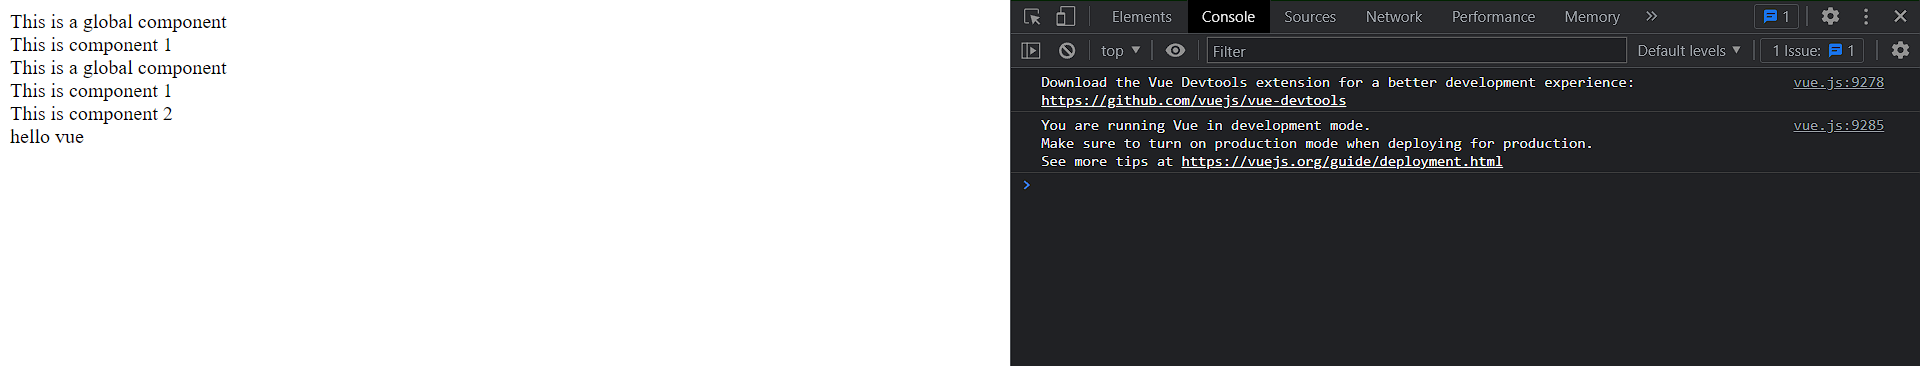 This is a global component
This is component 1
This is a global component
This is component 1
This is component 2
hello vue
Elements Console Sources Network Performance Memory 1
top Filter Default levels 1 Issue: 1
Download the Vue Devtools extension for a better development experience: vue.js:9278
https://github.com/vuejs/vue-devtools
You are running Vue in development mode. vue.js:9285
Make sure to turn on production mode when deploying for production.
See more tips at https://vuejs.org/guide/deployment.html